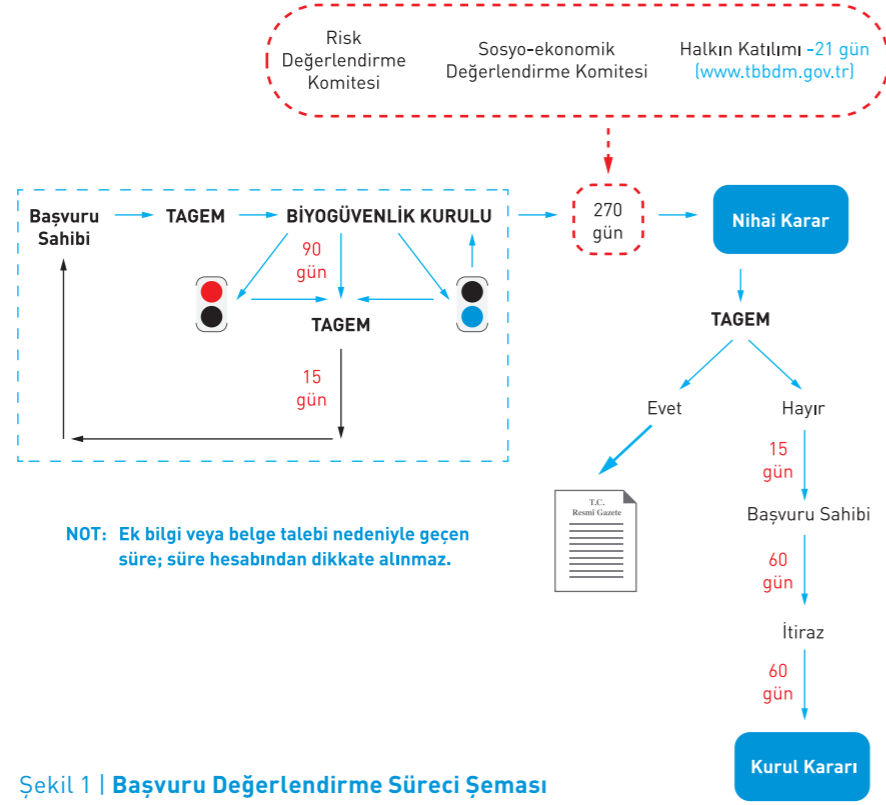 Risk
Değerlendirme
Komitesi
Sosyo-ekonomik
Değerlendirme Komitesi
Halkın Katılımı -21 gün
(www.tbbdm.gov.tr)
Başvuru
Sahibi
TAGEM
BİYOGÜVENLİK KURULU
270
gün
Nihai Karar
90
gün
TAGEM
TAGEM
15
gün
Evet
Hayır
15
gün
T.C.
Resmi Gazete
Başvuru Sahibi
NOT: Ek bilgi veya belge talebi nedeniyle geçen
süre; süre hesabından dikkate alınmaz.
60
gün
İtiraz
60
gün
Kurul Kararı
Şekil 1 | Başvuru Değerlendirme Süreci Şeması